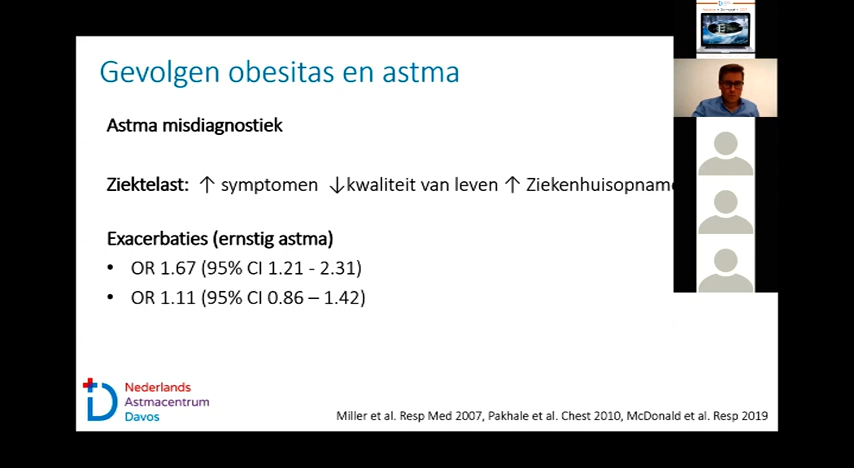 Gevolgen obesitas en astma
Astma misdiagnostiek
Ziektelast: ↑ symptomen ↓kwaliteit van leven ↑ Ziekenhuisopname
Exacerbaties (ernstig astma)
• OR 1.67 (95% CI 1.21 - 2.31)
• OR 1.11 (95% CI 0.86 – 1.42)
Nederlands
Astmacentrum
Davos
Miller et al. Resp Med 2007, Pakhale et al. Chest 2010, McDonald et al. Resp 2019